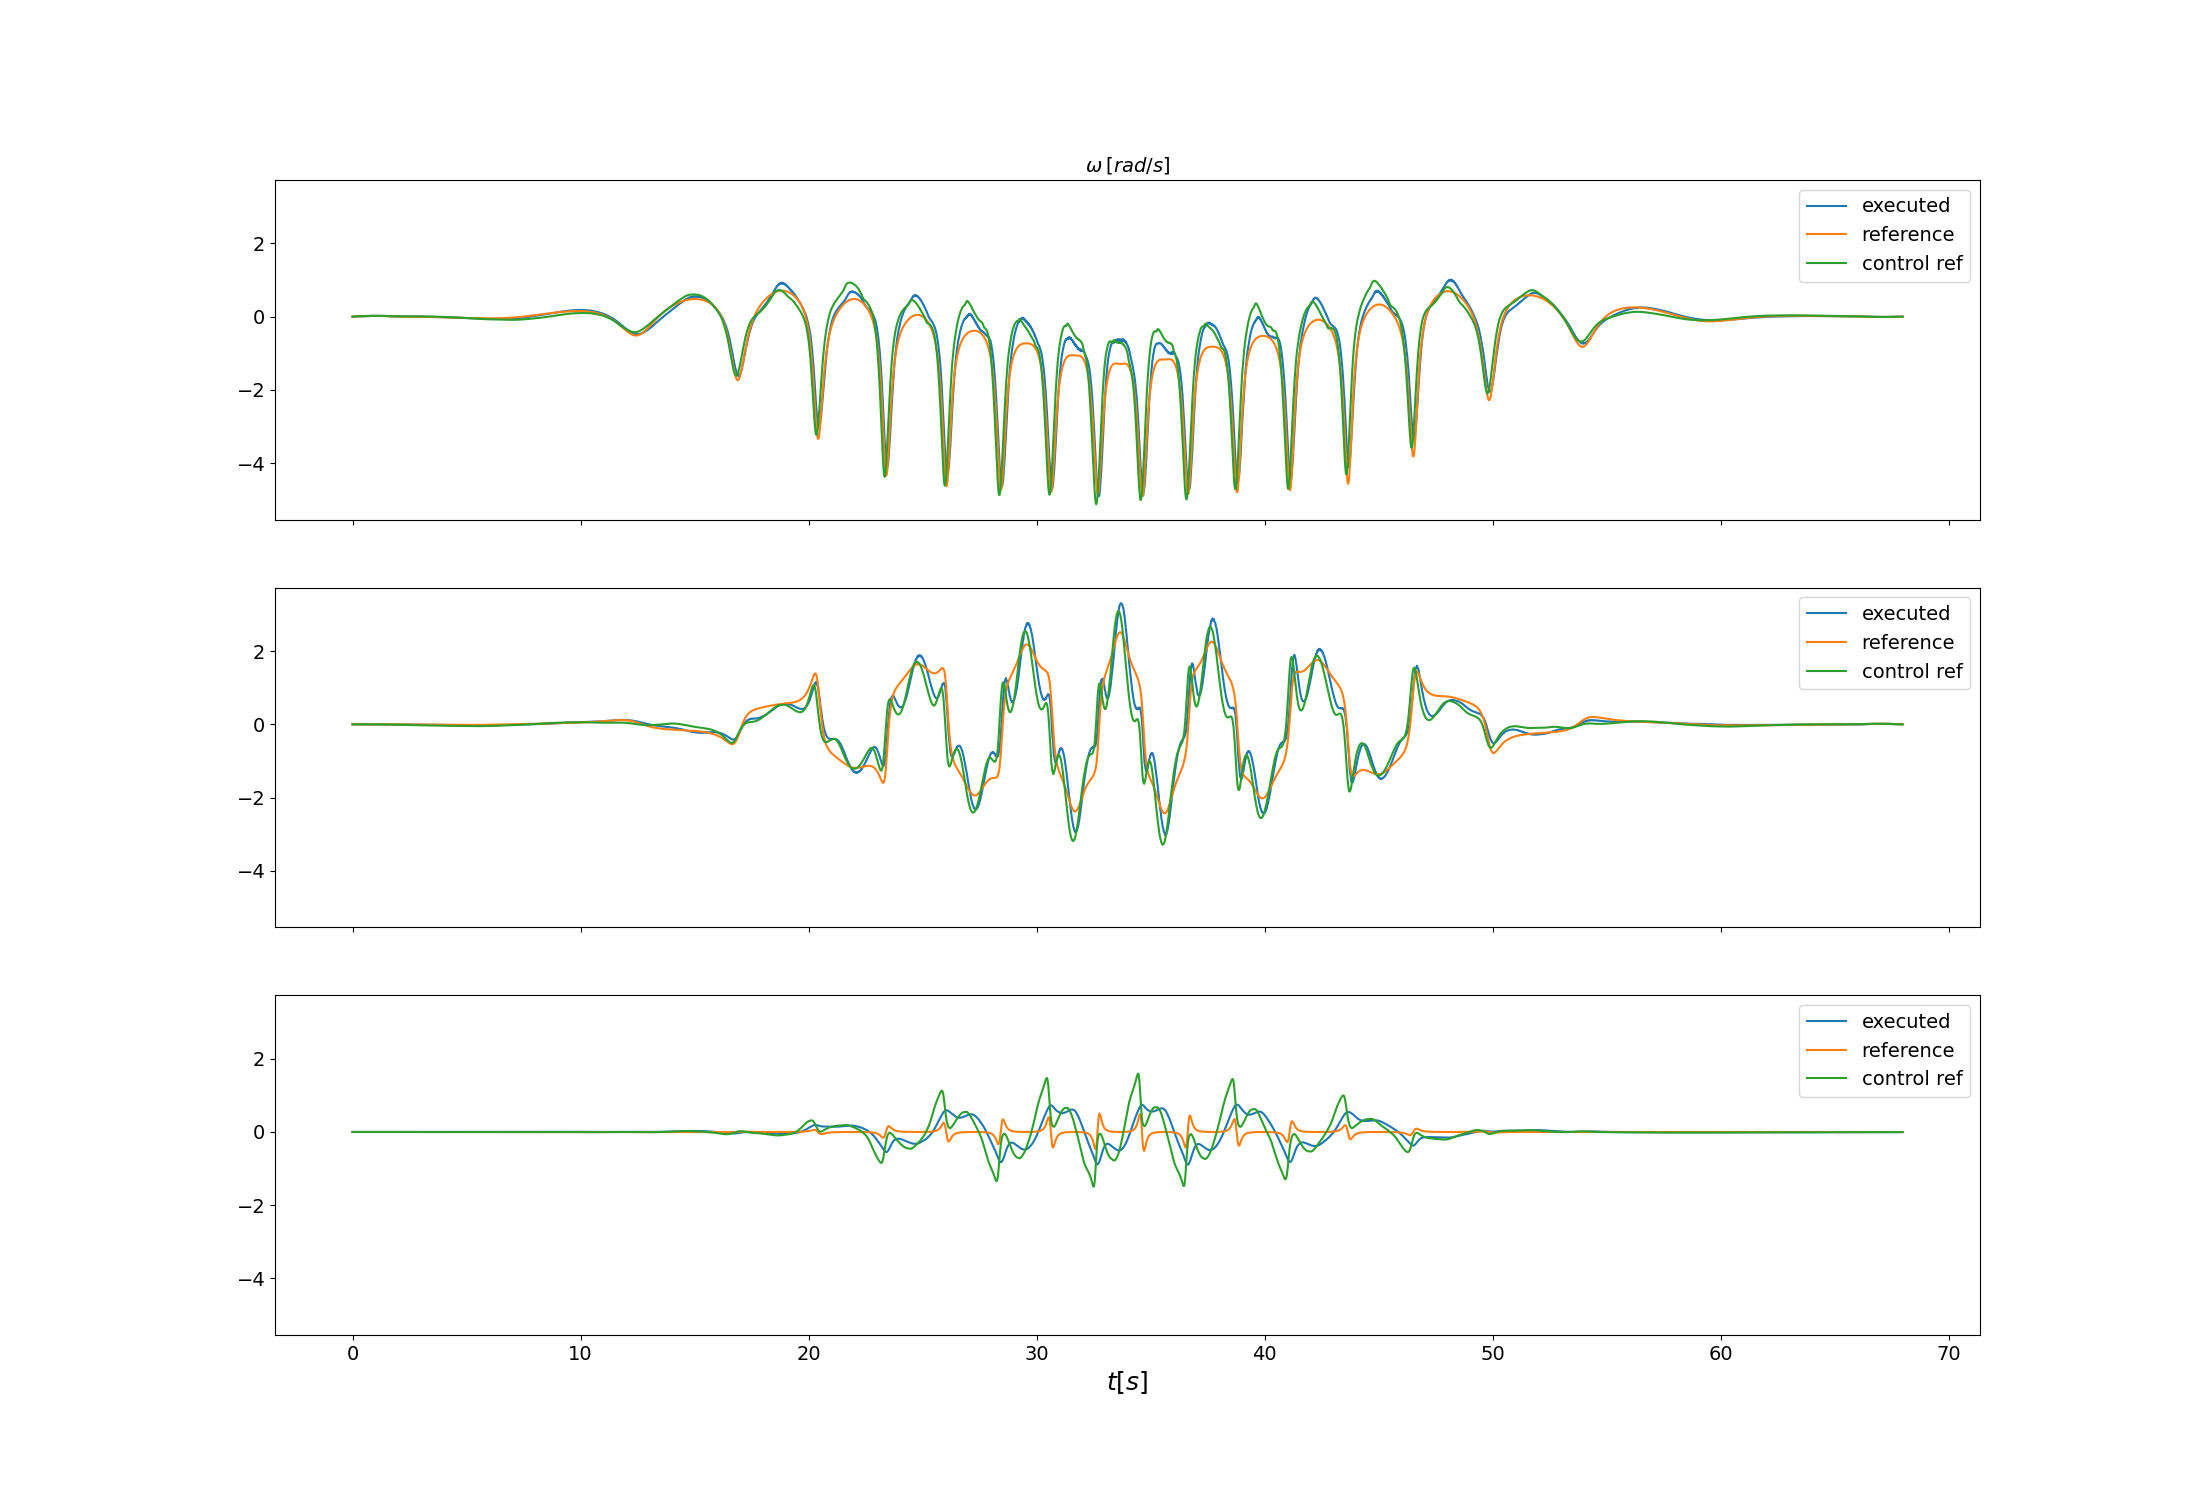 ω [rad/s]
executed
reference
control ref
2
0
−2
−4
executed
reference
control ref
2
0
−2
−4
executed
reference
control ref
2
0
−2
−4
0 10 20 30 40 50 60 70
t[s]